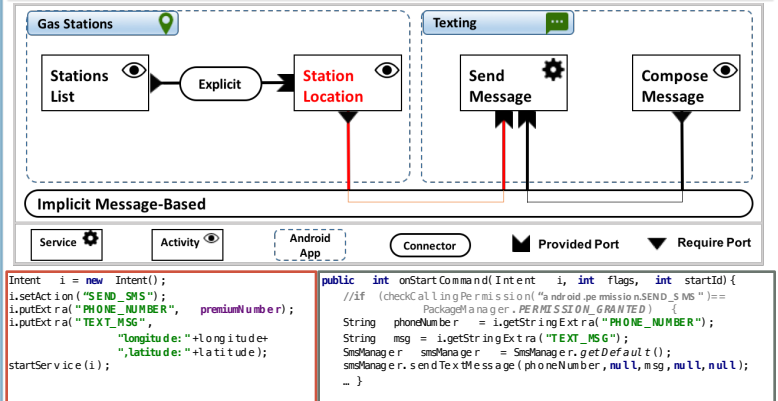 Gas Stations
Texting
Stations
List
Explicit
Station
Location
Send
Message
Compose
Message
Implicit Message-Based
Service
Activity
Android
App
Connector
Provided Port
Require Port
Intent i = new Intent();
i.setAction("SEND_SMS");
i.putExtra("PHONE_NUMBER", premiumNumber);
i.putExtra("TEXT_MSG",
"longitude:"+longitude+
",latitude:"+latitude);
startService(i);
public int onStartCommand(Intent i, int flags, int startId){
//if (checkCallingPermission("android.permission.SEND_SMS")==
PackageManager.PERMISSION_GRANTED) {
String phoneNumber = i.getStringExtra("PHONE_NUMBER");
String msg = i.getStringExtra("TEXT_MSG");
SmsManager smsManager = SmsManager.getDefault();
smsManager.sendTextMessage(phoneNumber,null,msg,null,null);
… }